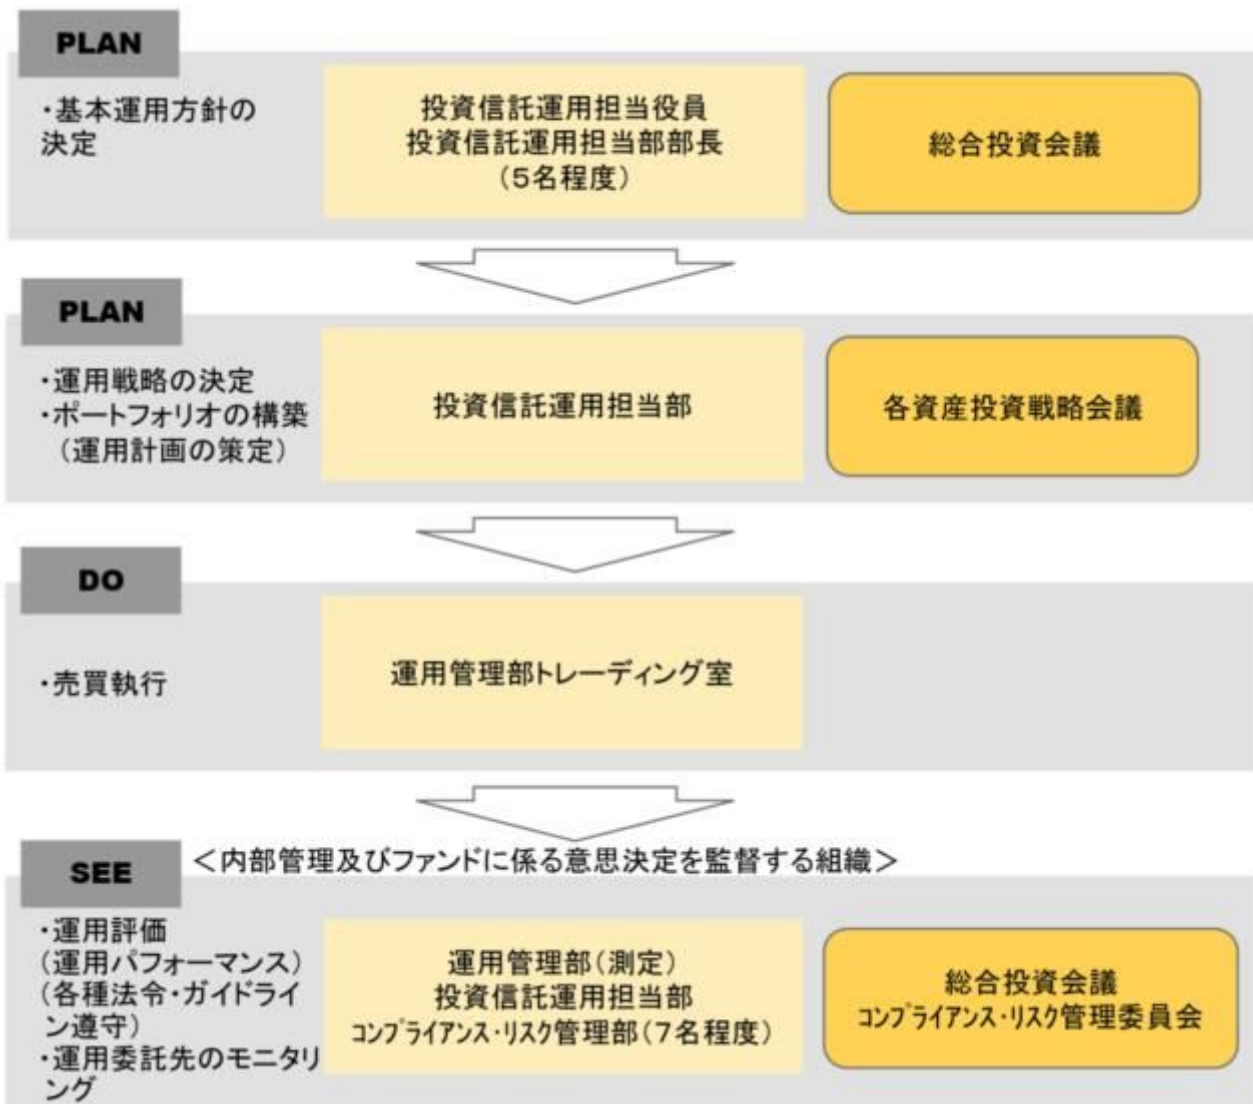 PLAN
・基本運用方針の
決定
投資信託運用担当役員
投資信託運用担当部部長
（5名程度）
総合投資会議
PLAN
・運用戦略の決定
・ポートフォリオの構築
（運用計画の策定）
投資信託運用担当部
各資産投資戦略会議
DO
・売買執行
運用管理部トレーディング室
SEE
＜内部管理及びファンドに係る意思決定を監督する組織＞
・運用評価
(運用パフォーマンス)
(各種法令・ガイドライ
ン遵守)
・運用委託先のモニタリ
ング
運用管理部（測定）
投資信託運用担当部
ｺﾝﾌﾟﾗｲｱﾝｽ・ﾘｽｸ管理部（7名程度）
総合投資会議
ｺﾝﾌﾟﾗｲｱﾝｽ・ﾘｽｸ管理委員会